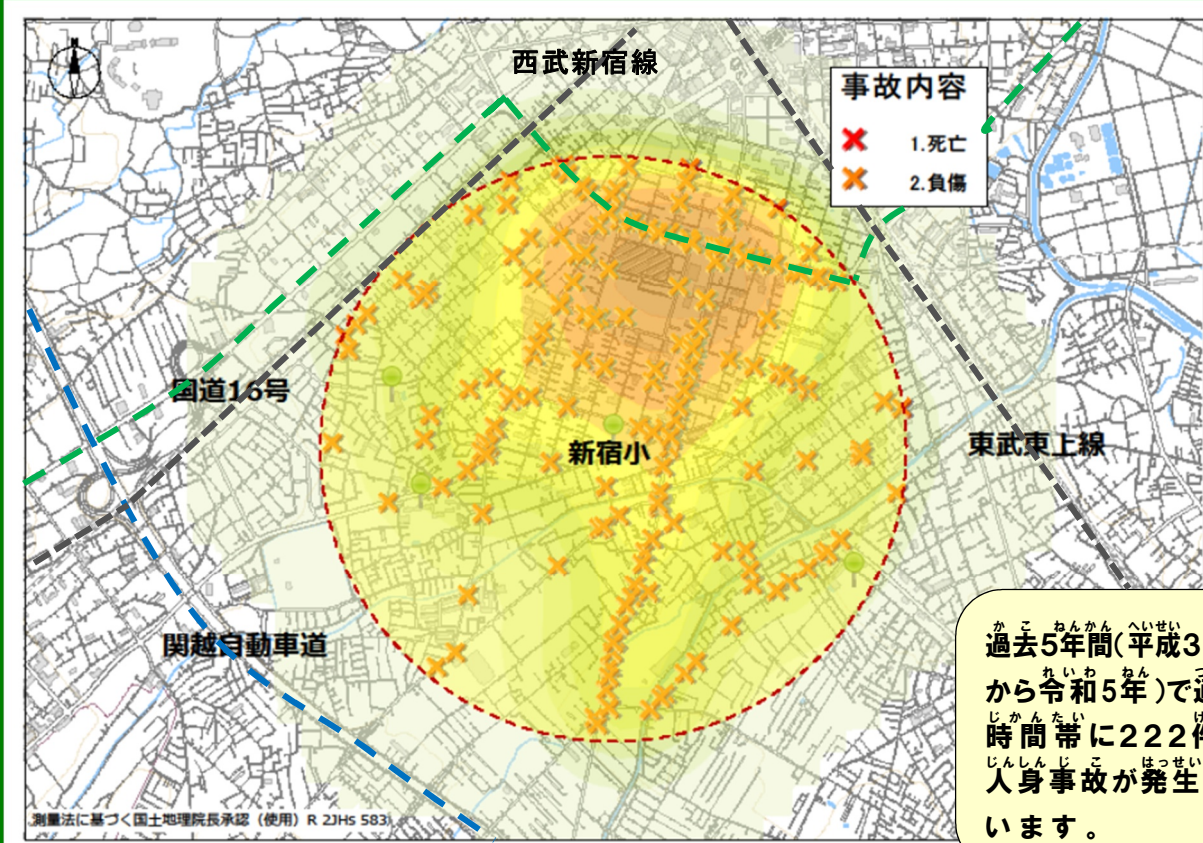 西武新宿線
事故内容
1.死亡
2.負傷
国道16号
新宿小
東武東上線
関越自動車道
過去5年間(平成3
から令和5年)で
時間帯に222
人身事故が発生
います。
測量法に基づく国土地理院長承認（使用）R 2JHs 583